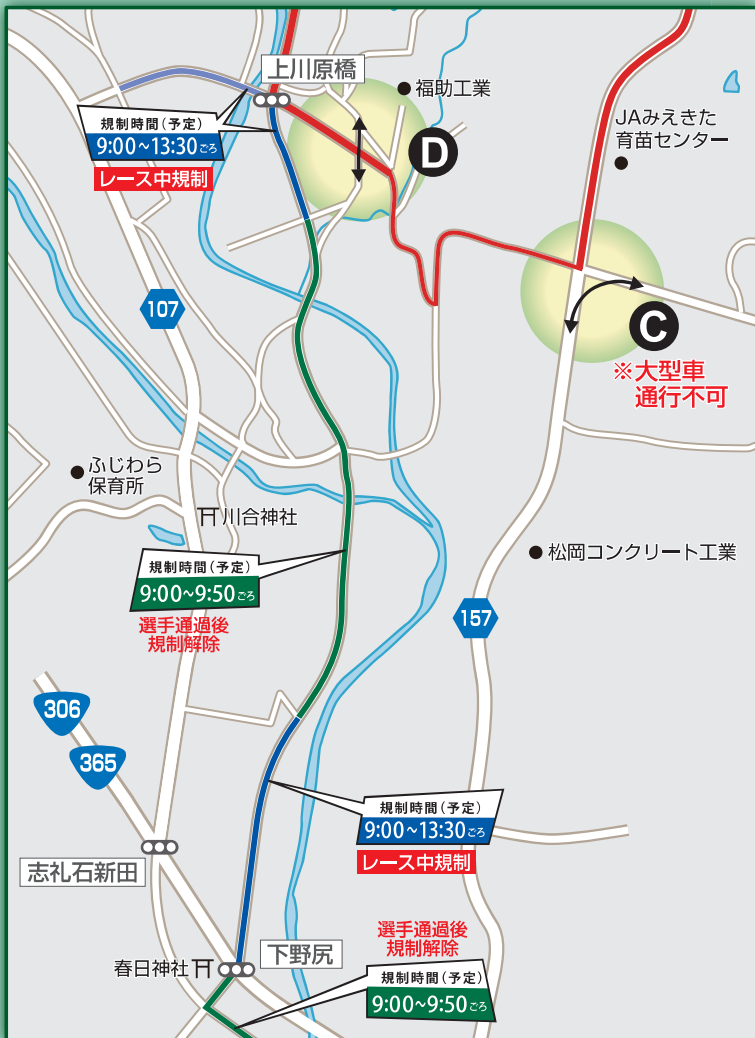 上川原橋
福助工業
JAみえきた
育苗センター
規制時間(予定)
9:00~13:30ごろ
レース中規制
D
107
C
※大型車
通行不可
ふじわら
保育所
川合神社
松岡コンクリート工業
規制時間(予定)
9:00~9:50ごろ
選手通過後
規制解除
157
306
365
規制時間(予定)
9:00~13:30ごろ
レース中規制
志礼石新田
選手通過後
規制解除
下野尻
春日神社
規制時間(予定)
9:00~9:50ごろ